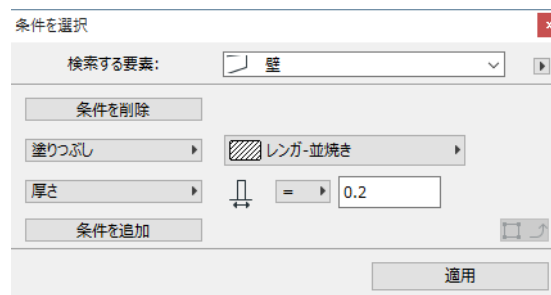 条件を選択
検索する要素: 壁
条件を削除
塗りつぶし レンガ-並焼き
厚さ = 0.2
条件を追加
適用